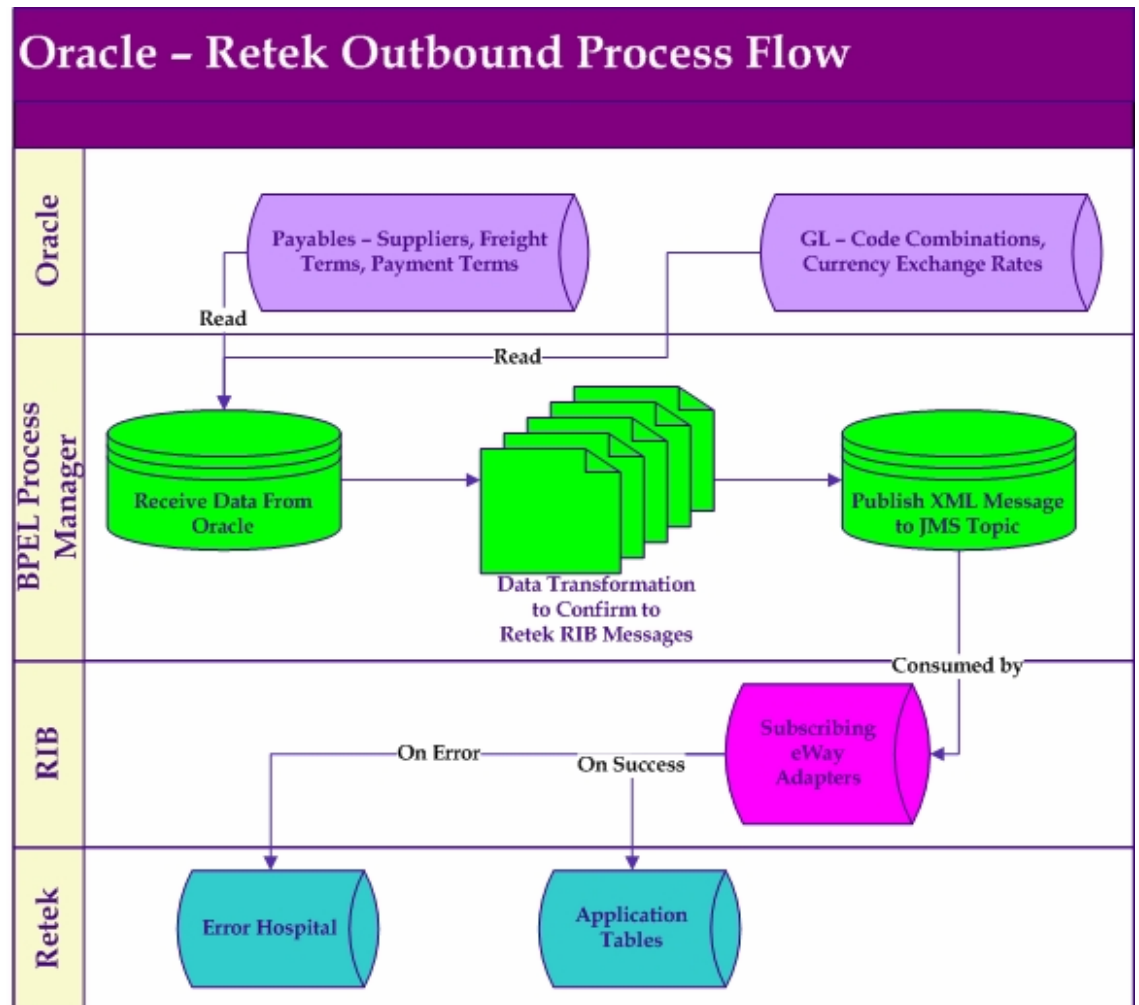 Oracle – Retek Outbound Process Flow
Oracle
Payables – Suppliers, Freight
Terms, Payment Terms
GL – Code Combinations,
Currency Exchange Rates
Read
Read
BPEL Process
Manager
Receive Data From
Oracle
Data Transformation
to Confirm to
Retek RIB Messages
Publish XML Message
to JMS Topic
Consumed by
RIB
Subscribing
eWay
Adapters
On Error
On Success
Retek
Error Hospital
Application
Tables